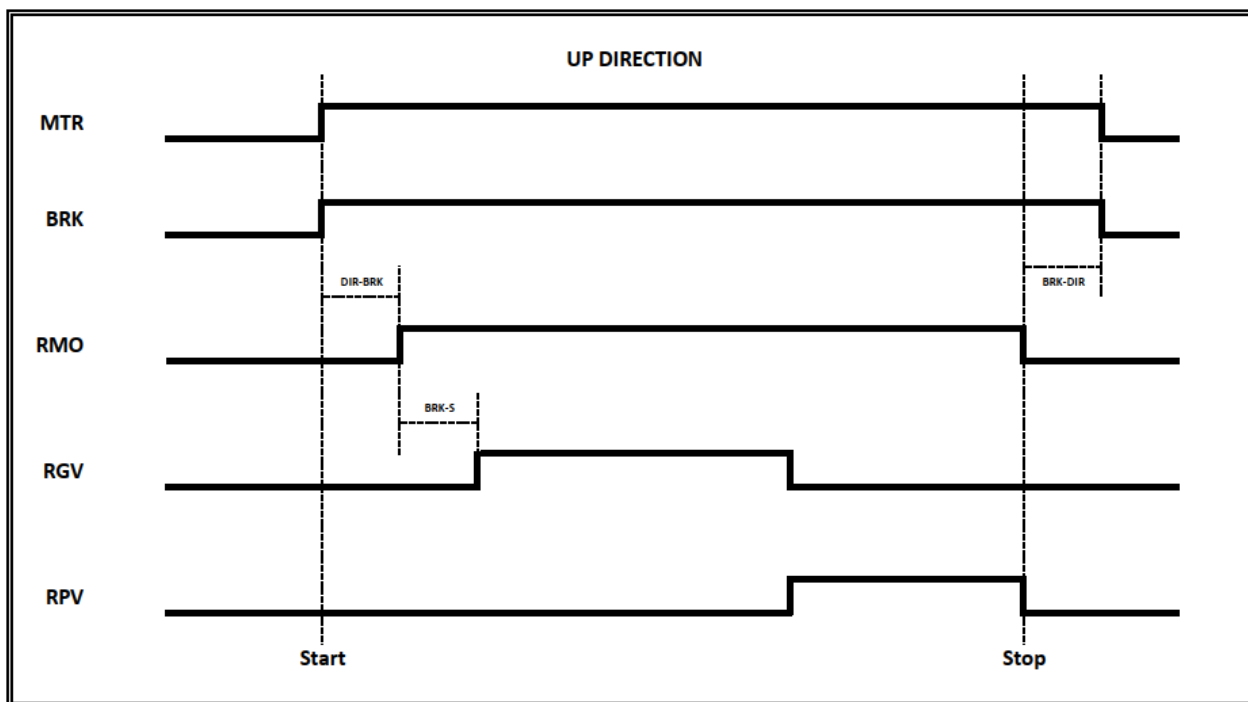 UP DIRECTION
MTR
BRK
DIR-BRK
BRK-DIR
RMO
BRK-S
RGV
RPV
Start
Stop